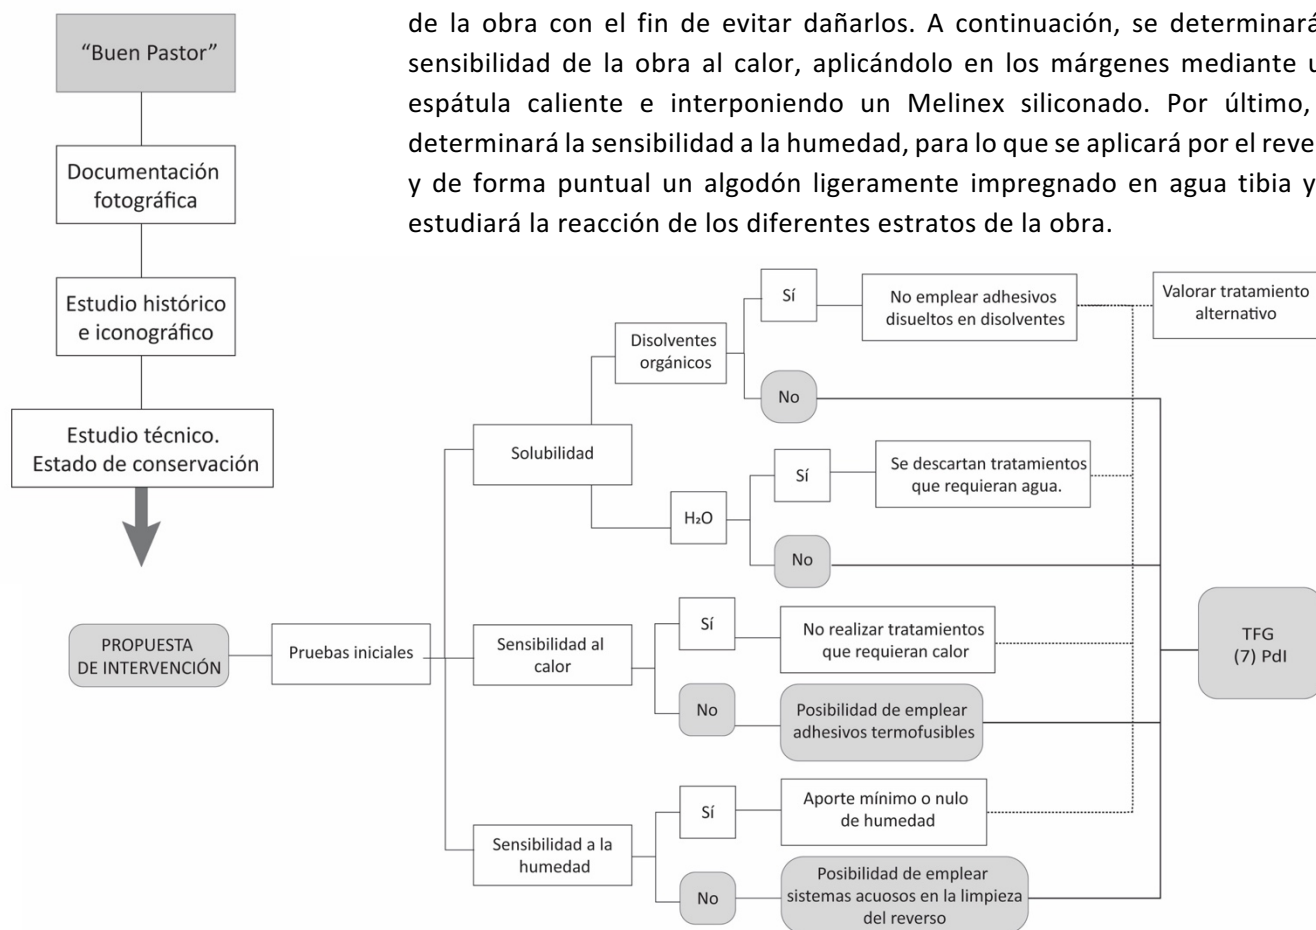 de la obra con el fin de evitar dañarlos. A continuación, se determinará
sensibilidad de la obra al calor, aplicándolo en los márgenes mediante u
espátula caliente e interponiendo un Melinex siliconado. Por último,
determinará la sensibilidad a la humedad, para lo que se aplicará por el reve
y de forma puntual un algodón ligeramente impregnado en agua tibia y
estudiará la reacción de los diferentes estratos de la obra.
“Buen Pastor”
Documentación
fotográfica
Estudio histórico
e iconográfico
Estudio técnico.
Estado de conservación
PROPUESTA
DE INTERVENCIÓN
Pruebas iniciales
Solubilidad
Disolventes
orgánicos
Sí
No emplear adhesivos
disueltos en disolventes
Valorar tratamiento
alternativo
No
H₂O
Sí
Se descartan tratamientos
que requieran agua.
No
Sensibilidad al
calor
Sí
No realizar tratamientos
que requieran calor
No
Posibilidad de emplear
adhesivos termofusibles
Sensibilidad a la
humedad
Sí
Aporte mínimo o nulo
de humedad
No
Posibilidad de emplear
sistemas acuosos en la limpieza
del reverso
TFG
(7) PdI